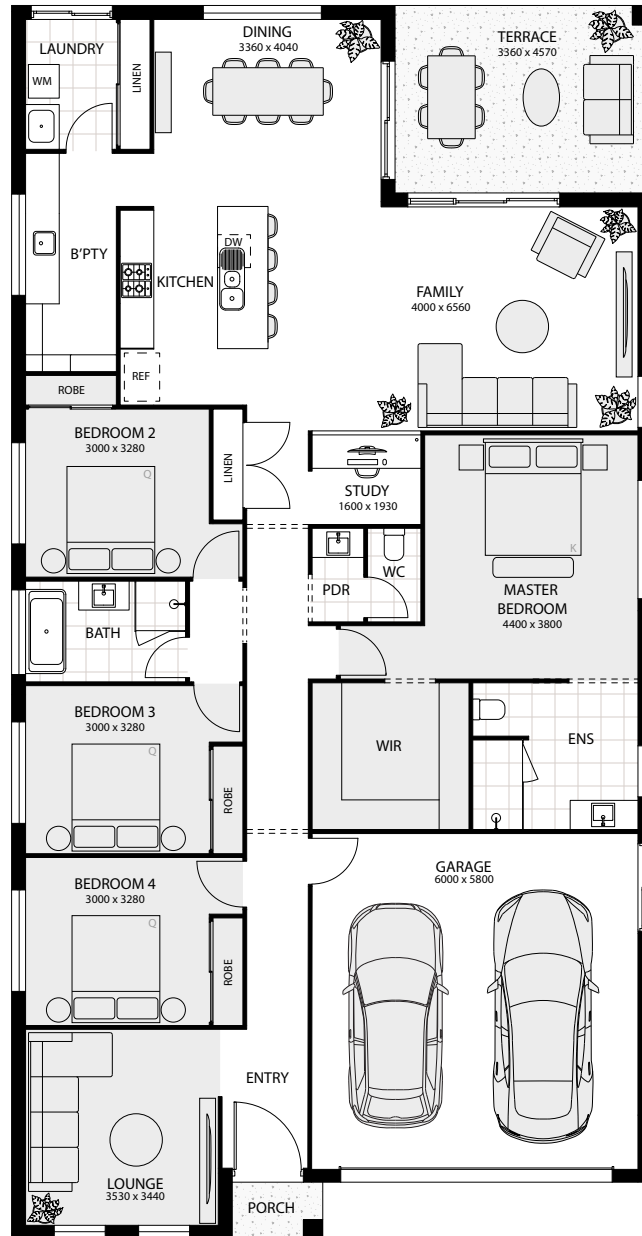 LAUNDRY
WM
LINEN
DINING
3360 x 4040
TERRACE
3360 x 4570
B'PTY
DW
KITCHEN
REF
FAMILY
4000 x 6560
ROBE
BEDROOM 2
3000 x 3280
Q
LINEN
STUDY
1600 x 1930
K
MASTER
BEDROOM
4400 x 3800
PDR
WC
BATH
BEDROOM 3
3000 x 3280
Q
ROBE
WIR
ENS
BEDROOM 4
3000 x 3280
Q
ROBE
GARAGE
6000 x 5800
ENTRY
LOUNGE
3530 x 3440
PORCH